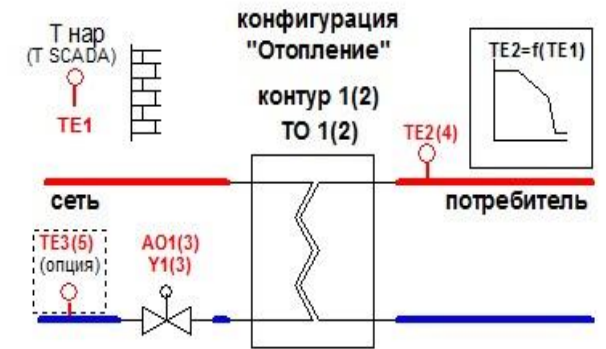 конфигурация
"Отопление"
контур 1(2)
ТО 1(2)
Т нар
(T SCADA)
TE1
TE2=f(TE1)
TE2(4)
сеть
потребитель
TE3(5)
(опция)
AO1(3)
Y1(3)